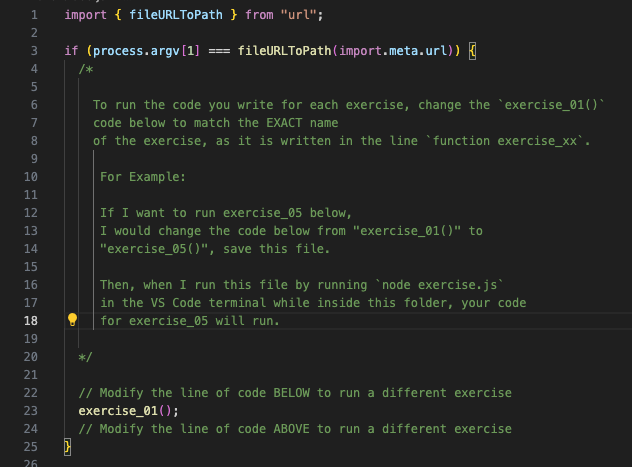 1 import { fileURLToPath } from "url";
2
3 if (process.argv[1] === fileURLToPath(import.meta.url)) {
4 /*
5
6 To run the code you write for each exercise, change the `exercise_01()`
7 code below to match the EXACT name
8 of the exercise, as it is written in the line `function exercise_xx`.
9
10 For Example:
11
12 If I want to run exercise_05 below,
13 I would change the code below from "exercise_01()" to
14 "exercise_05()", save this file.
15
16 Then, when I run this file by running `node exercise.js`
17 in the VS Code terminal while inside this folder, your code
18 for exercise_05 will run.
19
20 */
21
22 // Modify the line of code BELOW to run a different exercise
23 exercise_01();
24 // Modify the line of code ABOVE to run a different exercise
25 }
26